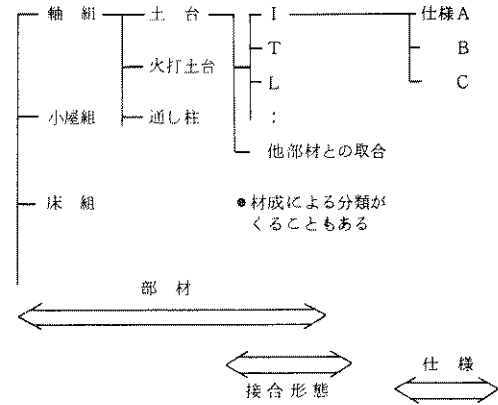 軸組 土台 I 仕様A
火打土台 T B
L C
小屋組 通し柱 :
他部材との取合
床組 ●材成による分類が
くることもある
部材
仕様
接合形態